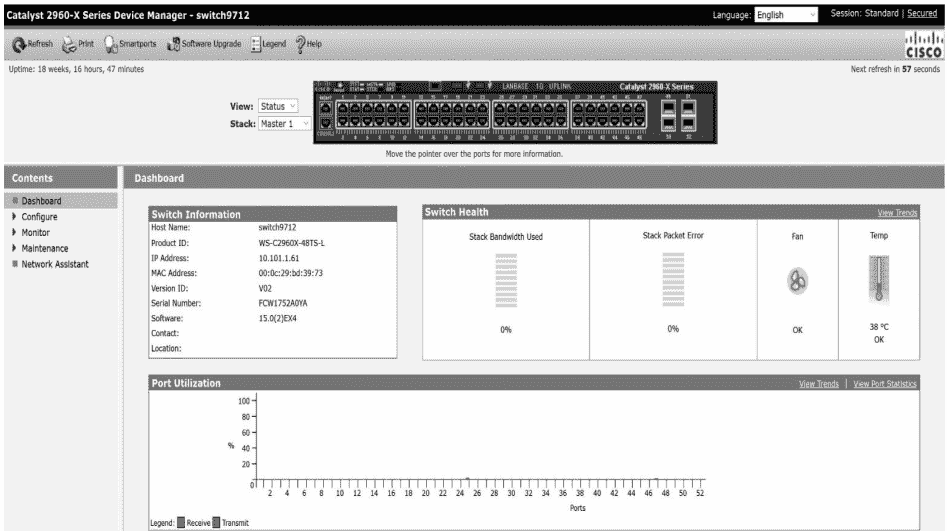 Catalyst 2960-X Series Device Manager - switch9712
Language: English Session: Standard | Secured
Refresh Print Smartports Software Upgrade Legend Help
CISCO
Uptime: 18 weeks, 16 hours, 47 minutes
Next refresh in 57 seconds
View: Status
Stack: Master 1
Catalyst 2960-X Series
Move the pointer over the ports for more information.
Contents
Dashboard
Configure
Monitor
Maintenance
Network Assistant
Dashboard
Switch Information
Host Name: switch9712
Product ID: WS-C2960X-48TS-L
IP Address: 10.101.1.61
MAC Address: 00:0c:29:bd:39:73
Version ID: V02
Serial Number: FCW1752A0YA
Software: 15.0(2)EX4
Contact:
Location:
Switch Health
View Trends
Stack Bandwidth Used
0%
Stack Packet Error
0%
Fan
OK
Temp
38 °C
OK
Port Utilization
View Trends | View Port Statistics
100
80
60
%
40
20
0
2 4 6 8 10 12 14 16 18 20 22 24 26 28 30 32 34 36 38 40 42 44 46 48 50 52
Ports
Legend: Receive Transmit